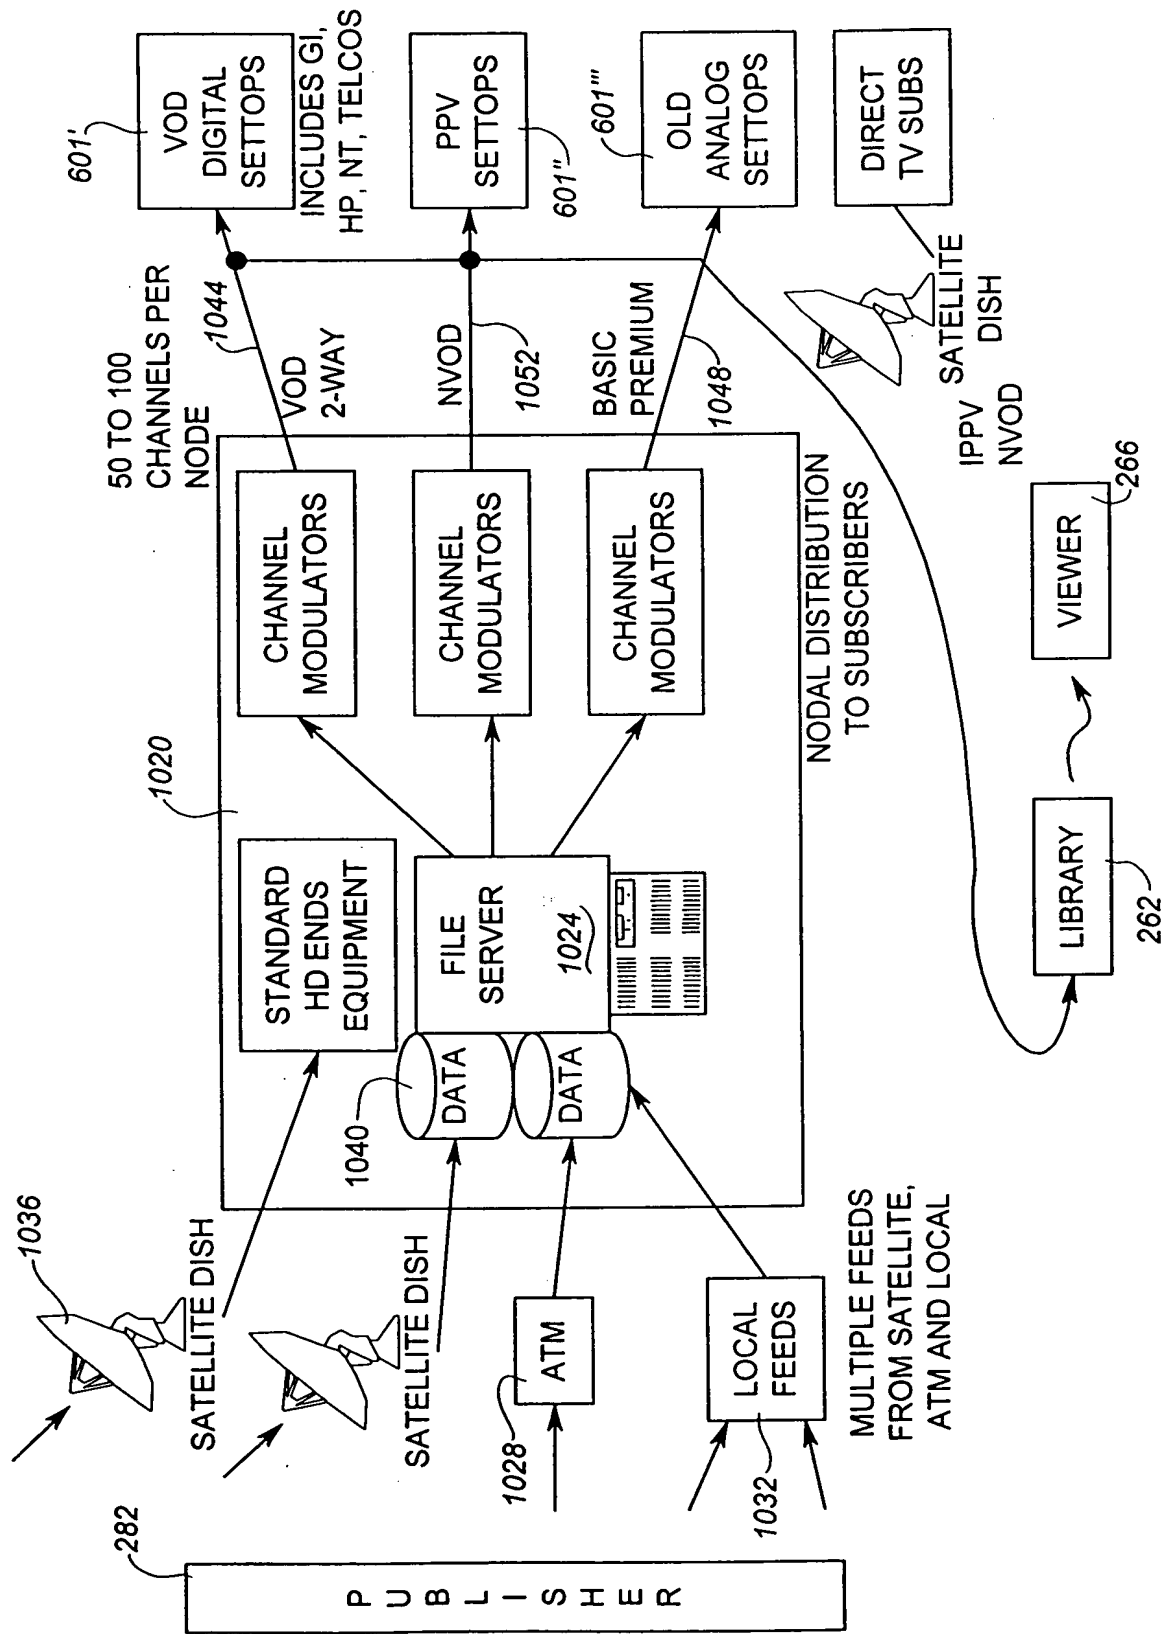 282
PUBLISHER
1036
SATELLITE DISH
SATELLITE DISH
1028
ATM
1032
LOCAL
FEEDS
MULTIPLE FEEDS
FROM SATELLITE,
ATM AND LOCAL
1020
STANDARD
HD ENDS
EQUIPMENT
1040
DATA
DATA
FILE
SERVER
1024
CHANNEL
MODULATORS
CHANNEL
MODULATORS
CHANNEL
MODULATORS
NODAL DISTRIBUTION
TO SUBSCRIBERS
50 TO 100
CHANNELS PER
NODE
1044
VOD
2-WAY
NVOD
1052
BASIC
PREMIUM
1048
601'
VOD
DIGITAL
SETTOPS
INCLUDES GI,
HP, NT, TELCOS
PPV
SETTOPS
601"
601'''
OLD
ANALOG
SETTOPS
DIRECT
TV SUBS
SATELLITE
DISH
IPPV
NVOD
LIBRARY
262
VIEWER
266